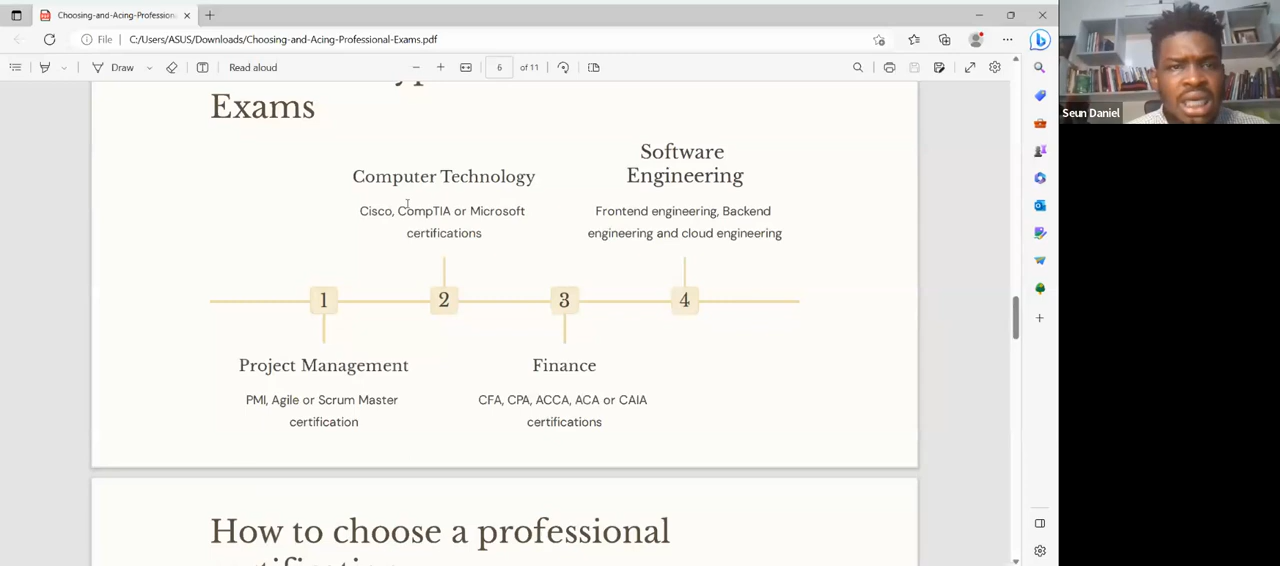 Choosing-and-Acing-Professiona
File
C:/Users/ASUS/Downloads/Choosing-and-Acing-Professional-Exams.pdf
Draw
Read aloud
6
of 11
Exams
Seun Daniel
Software
Engineering
Computer Technology
Cisco, CompTIA or Microsoft
certifications
Frontend engineering, Backend
engineering and cloud engineering
1
2
3
4
Project Management
PMI, Agile or Scrum Master
certification
Finance
CFA, CPA, ACCA, ACA or CAIA
certifications
How to choose a professional